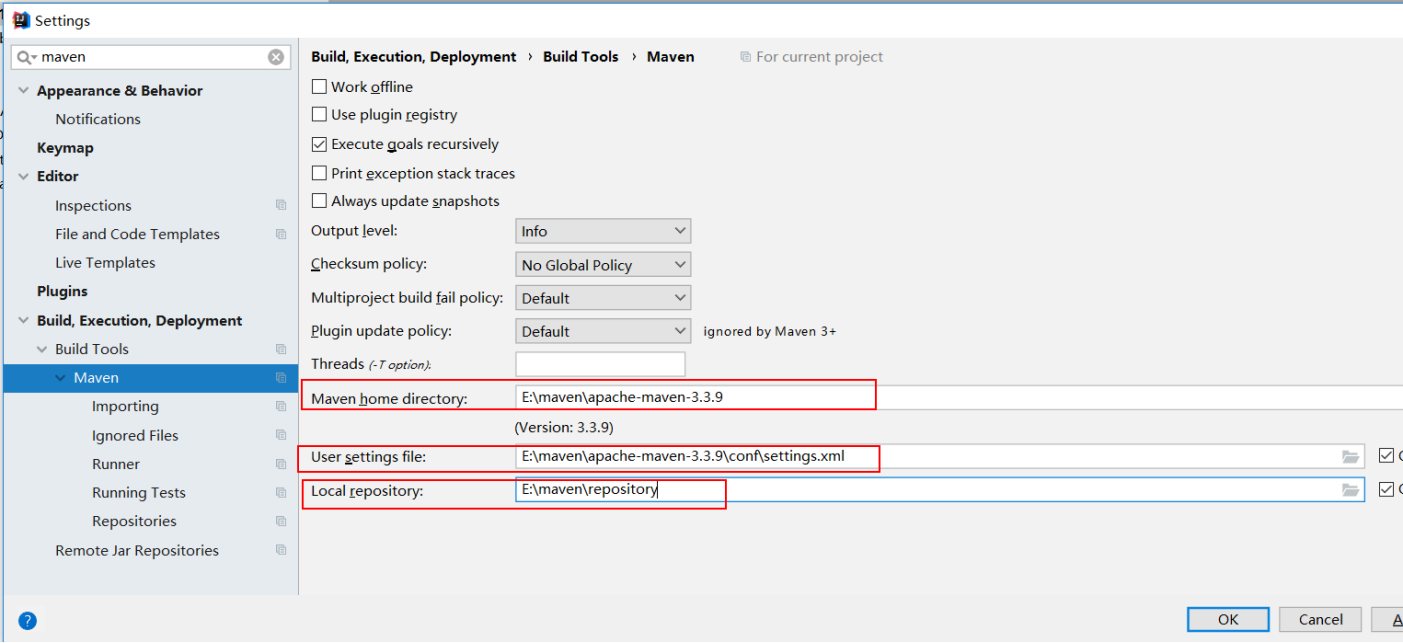 Settings
maven
Appearance & Behavior
Notifications
Keymap
Editor
Inspections
File and Code Templates
Live Templates
Plugins
Build, Execution, Deployment
Build Tools
Maven
Importing
Ignored Files
Runner
Running Tests
Repositories
Remote Jar Repositories
Build, Execution, Deployment › Build Tools › Maven For current project
Work offline
Use plugin registry
Execute goals recursively
Print exception stack traces
Always update snapshots
Output level: Info
Checksum policy: No Global Policy
Multiproject build fail policy: Default
Plugin update policy: Default ignored by Maven 3+
Threads (-T option):
Maven home directory: E:\maven\apache-maven-3.3.9
(Version: 3.3.9)
User settings file: E:\maven\apache-maven-3.3.9\conf\settings.xml
Local repository: E:\maven\repository
? OK Cancel